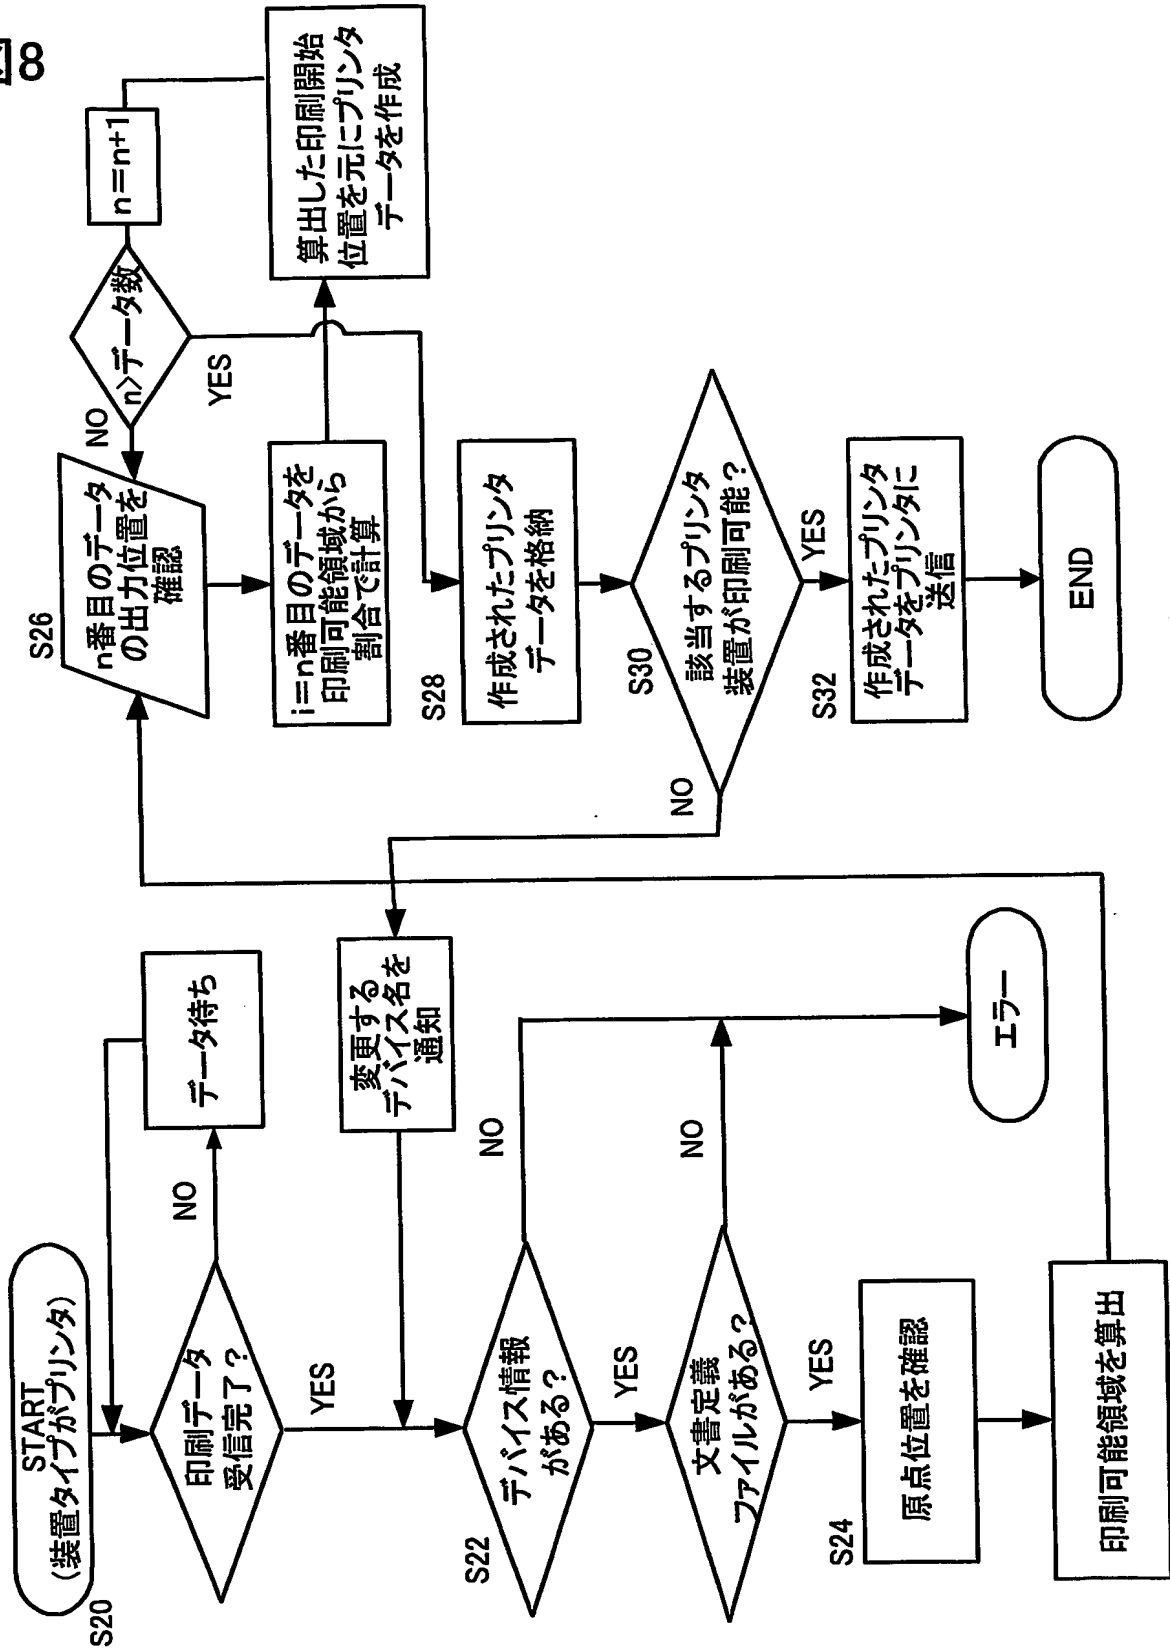 図8
START
(装置タイプがプリンタ)
S20
印刷データ
受信完了？
NO
データ待ち
YES
変更する
デバイス名を
通知
S22
デバイス情報
がある？
NO
YES
文書定義
ファイルがある？
NO
YES
エラー
S24
原点位置を確認
印刷可能領域を算出
S26
n番目のデータ
の出力位置を
確認
NO
n>データ数
n=n+1
YES
i=n番目のデータを
印刷可能領域から
割合で計算
算出した印刷開始
位置を元にプリンタ
データを作成
S28
作成されたプリンタ
データを格納
S30
該当するプリンタ
装置が印刷可能？
NO
YES
S32
作成されたプリンタ
データをプリンタに
送信
END